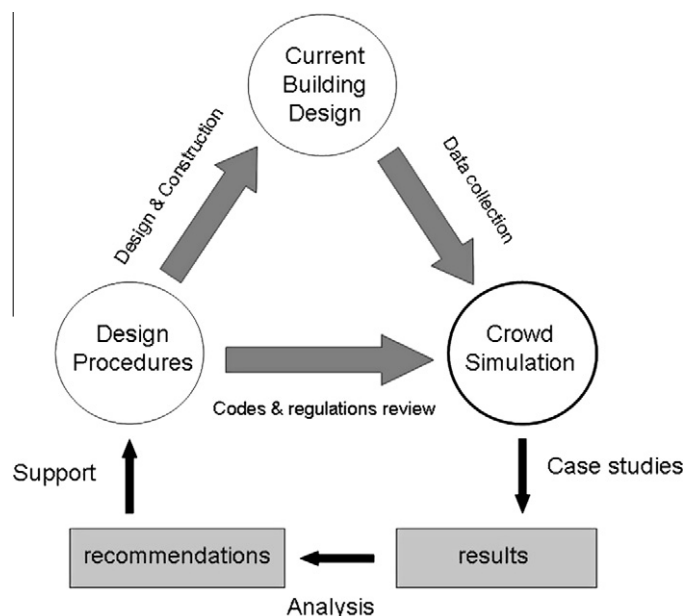 Current
Building
Design
Design & Construction
Data collection
Design
Procedures
Crowd
Simulation
Codes & regulations review
Support
Case studies
recommendations
results
Analysis